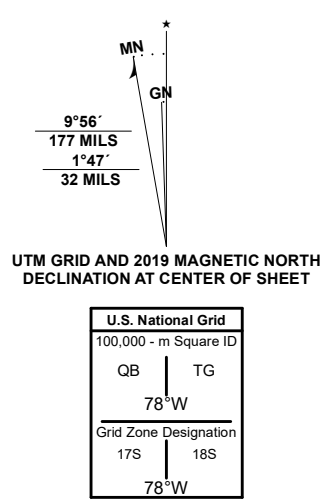 ★
MN
GN
9°56´
177 MILS
1°47´
32 MILS
UTM GRID AND 2019 MAGNETIC NORTH
DECLINATION AT CENTER OF SHEET
U.S. National Grid
100,000 - m Square ID
QB TG
78°W
Grid Zone Designation
17S 18S
78°W